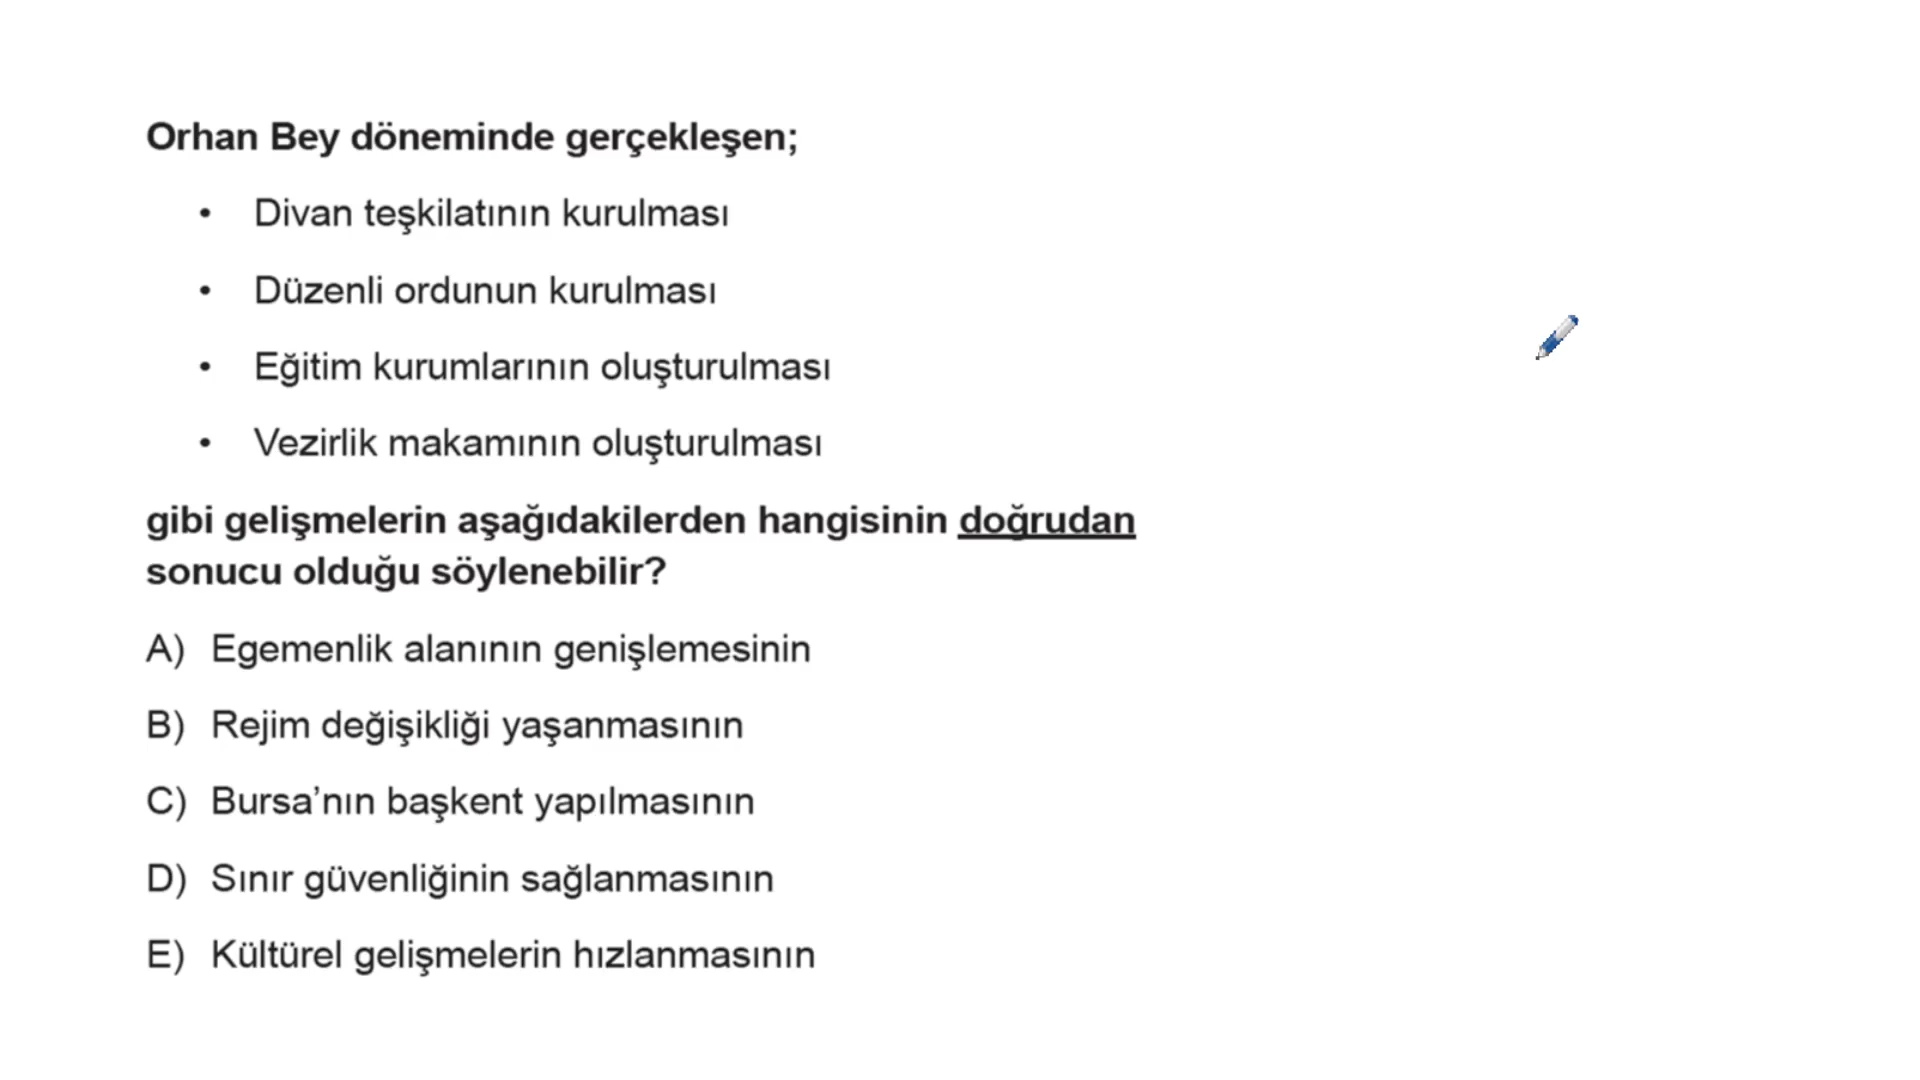 Orhan Bey döneminde gerçekleşen;
• Divan teşkilatının kurulması
• Düzenli ordunun kurulması
• Eğitim kurumlarının oluşturulması
• Vezirlik makamının oluşturulması
gibi gelişmelerin aşağıdakilerden hangisinin doğrudan
sonucu olduğu söylenebilir?
A) Egemenlik alanının genişlemesinin
B) Rejim değişikliği yaşanmasının
C) Bursa’nın başkent yapılmasının
D) Sınır güvenliğinin sağlanmasının
E) Kültürel gelişmelerin hızlanmasının